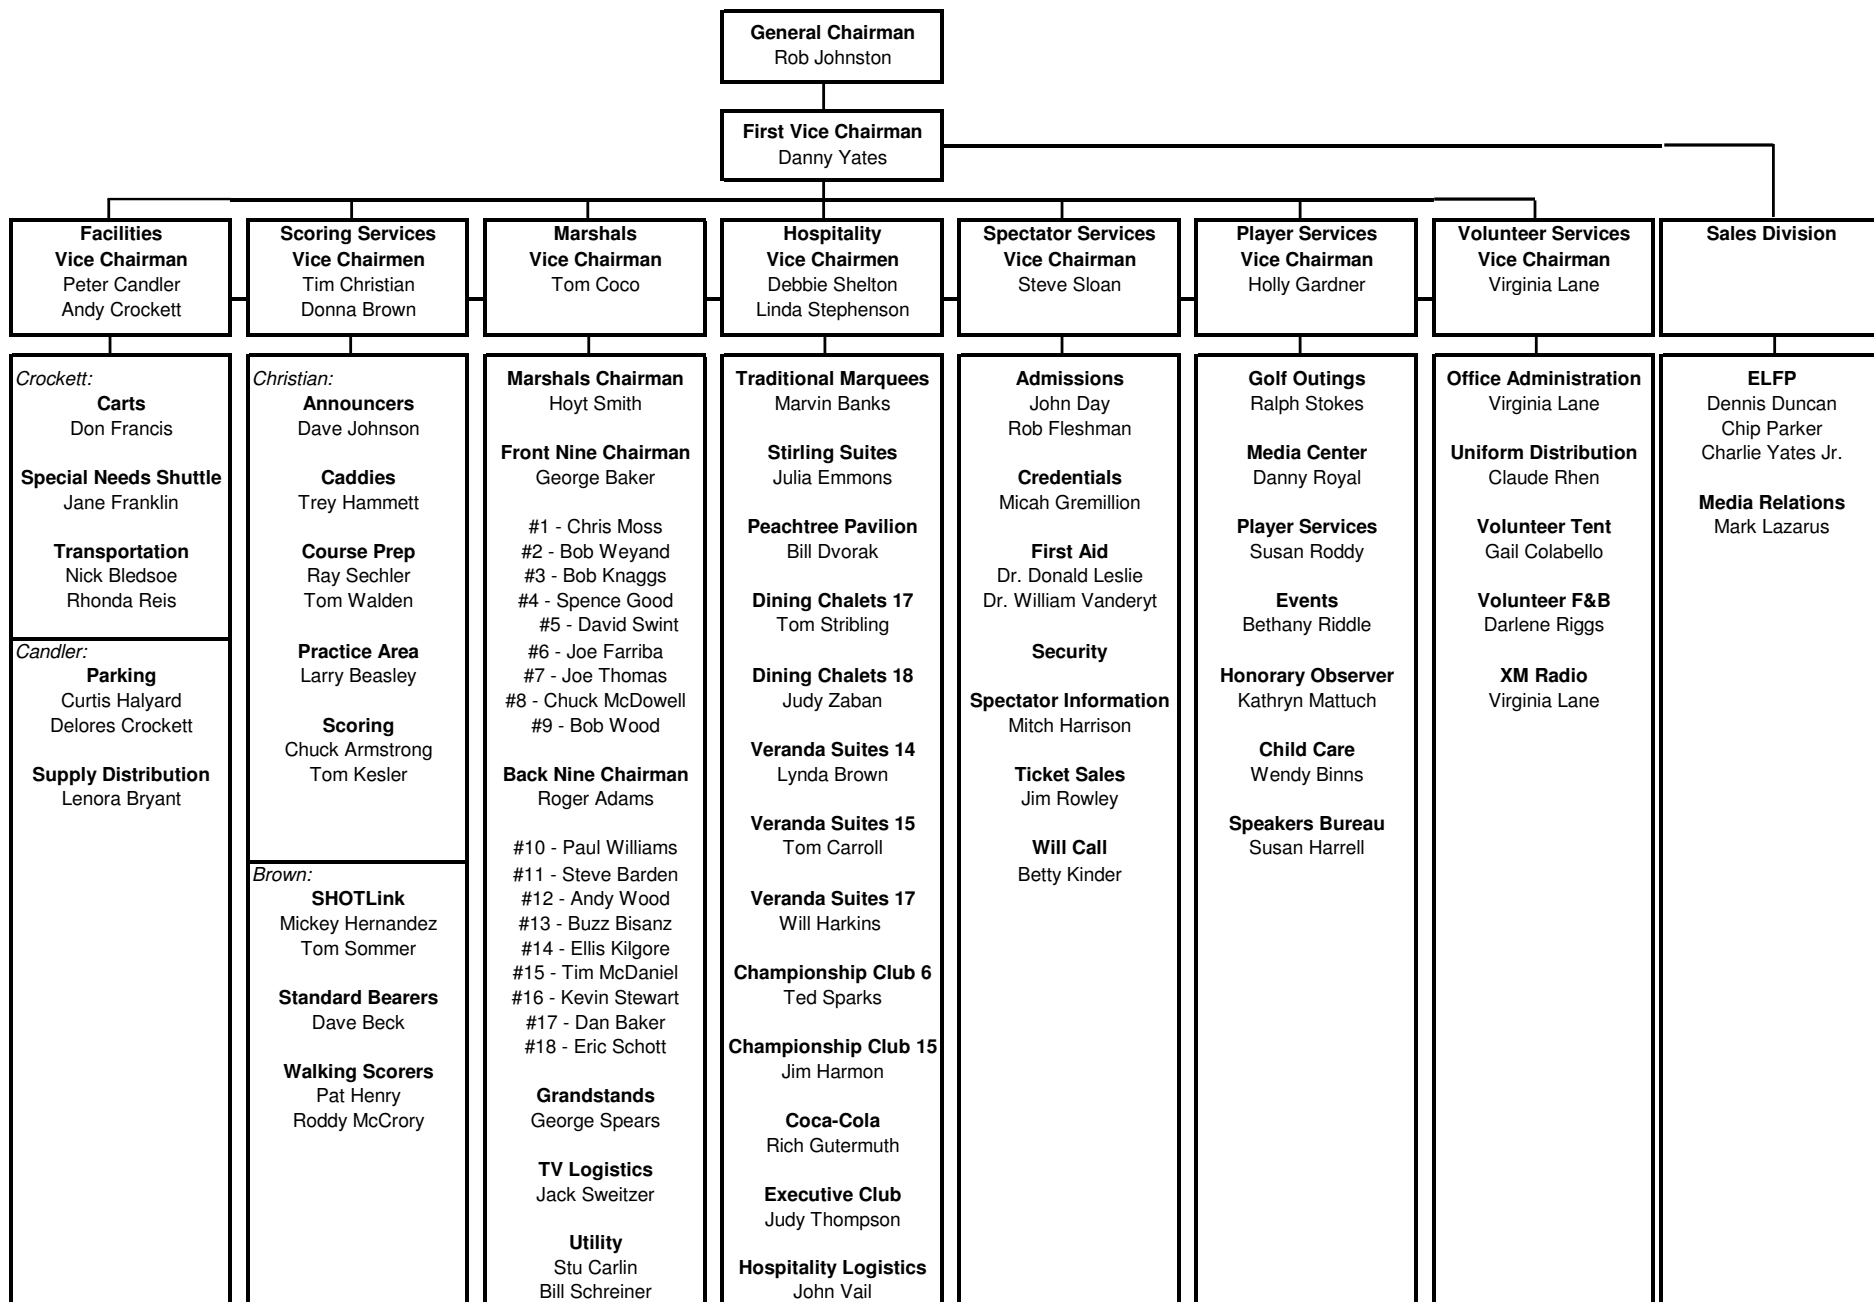 General Chairman
Rob Johnston
First Vice Chairman
Danny Yates
Facilities
Vice Chairman
Peter Candler
Andy Crockett
Scoring Services
Vice Chairmen
Tim Christian
Donna Brown
Marshals
Vice Chairman
Tom Coco
Hospitality
Vice Chairmen
Debbie Shelton
Linda Stephenson
Spectator Services
Vice Chairman
Steve Sloan
Player Services
Vice Chairman
Holly Gardner
Volunteer Services
Vice Chairman
Virginia Lane
Sales Division
Crockett:
Carts
Don Francis
Special Needs Shuttle
Jane Franklin
Transportation
Nick Bledsoe
Rhonda Reis
Candler:
Parking
Curtis Halyard
Delores Crockett
Supply Distribution
Lenora Bryant
Christian:
Announcers
Dave Johnson
Caddies
Trey Hammett
Course Prep
Ray Sechler
Tom Walden
Practice Area
Larry Beasley
Scoring
Chuck Armstrong
Tom Kesler
Brown:
SHOTLink
Mickey Hernandez
Tom Sommer
Standard Bearers
Dave Beck
Walking Scorers
Pat Henry
Roddy McCrory
Marshals Chairman
Hoyt Smith
Front Nine Chairman
George Baker
#1 - Chris Moss
#2 - Bob Weyand
#3 - Bob Knaggs
#4 - Spence Good
#5 - David Swint
#6 - Joe Farriba
#7 - Joe Thomas
#8 - Chuck McDowell
#9 - Bob Wood
Back Nine Chairman
Roger Adams
#10 - Paul Williams
#11 - Steve Barden
#12 - Andy Wood
#13 - Buzz Bisanz
#14 - Ellis Kilgore
#15 - Tim McDaniel
#16 - Kevin Stewart
#17 - Dan Baker
#18 - Eric Schott
Grandstands
George Spears
TV Logistics
Jack Sweitzer
Utility
Stu Carlin
Bill Schreiner
Traditional Marquees
Marvin Banks
Stirling Suites
Julia Emmons
Peachtree Pavilion
Bill Dvorak
Dining Chalets 17
Tom Stribling
Dining Chalets 18
Judy Zaban
Veranda Suites 14
Lynda Brown
Veranda Suites 15
Tom Carroll
Veranda Suites 17
Will Harkins
Championship Club 6
Ted Sparks
Championship Club 15
Jim Harmon
Coca-Cola
Rich Gutermuth
Executive Club
Judy Thompson
Hospitality Logistics
John Vail
Admissions
John Day
Rob Fleshman
Credentials
Micah Gremillion
First Aid
Dr. Donald Leslie
Dr. William Vanderyt
Security
Spectator Information
Mitch Harrison
Ticket Sales
Jim Rowley
Will Call
Betty Kinder
Golf Outings
Ralph Stokes
Media Center
Danny Royal
Player Services
Susan Roddy
Events
Bethany Riddle
Honorary Observer
Kathryn Mattuch
Child Care
Wendy Binns
Speakers Bureau
Susan Harrell
Office Administration
Virginia Lane
Uniform Distribution
Claude Rhen
Volunteer Tent
Gail Colabello
Volunteer F&B
Darlene Riggs
XM Radio
Virginia Lane
ELFP
Dennis Duncan
Chip Parker
Charlie Yates Jr.
Media Relations
Mark Lazarus